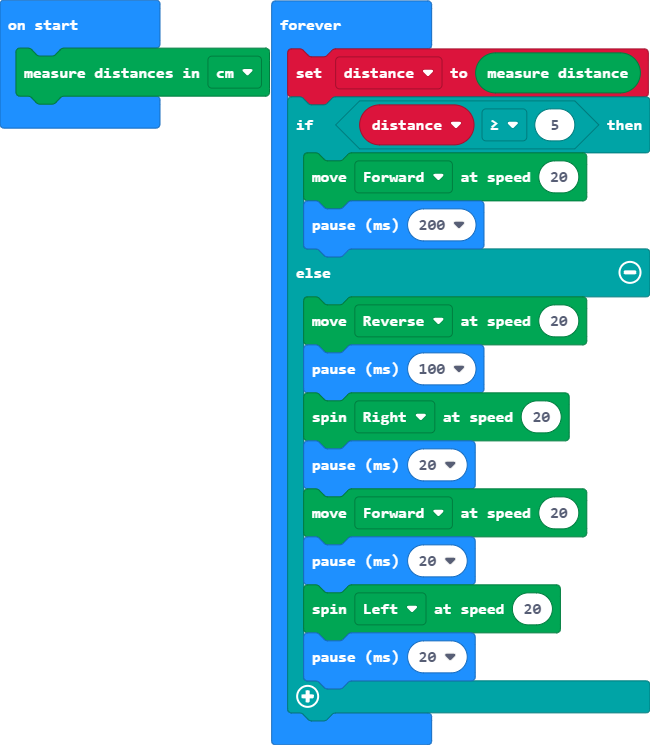 on start
measure distances in cm
forever
set distance to measure distance
if distance ≥ 5 then
move Forward at speed 20
pause (ms) 200
else
move Reverse at speed 20
pause (ms) 100
spin Right at speed 20
pause (ms) 20
move Forward at speed 20
pause (ms) 20
spin Left at speed 20
pause (ms) 20